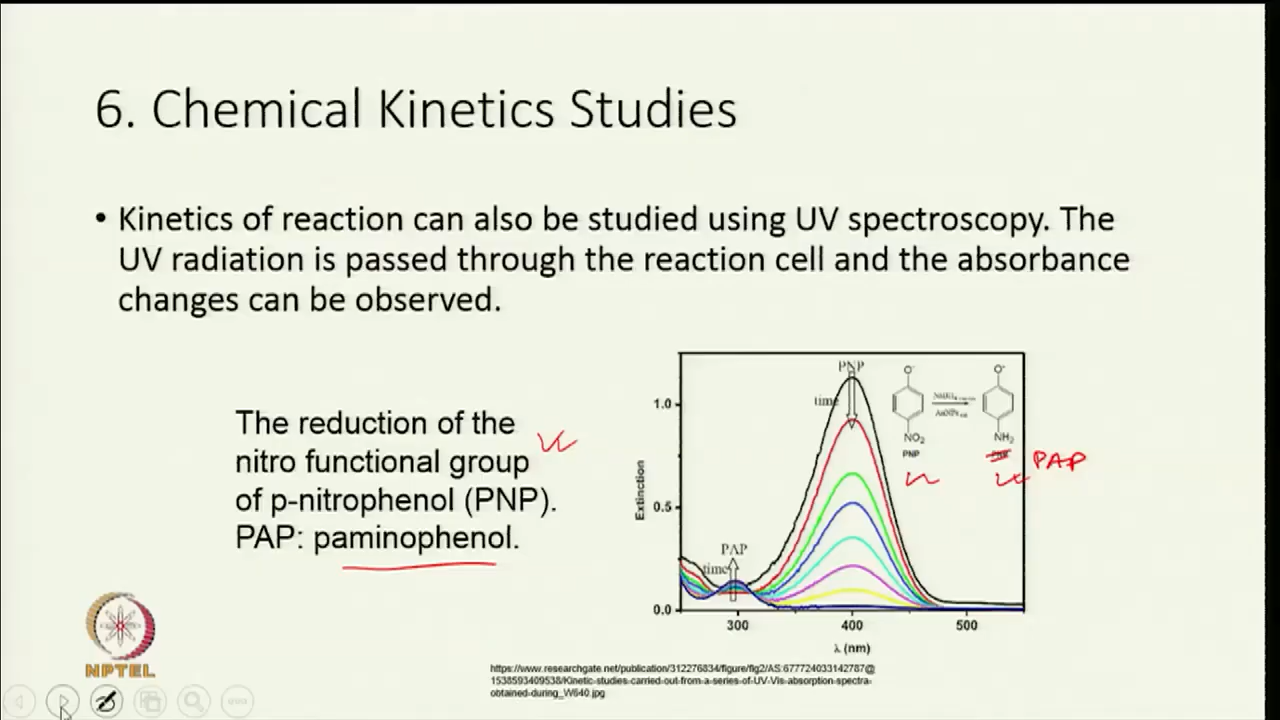 6. Chemical Kinetics Studies
• Kinetics of reaction can also be studied using UV spectroscopy. The
UV radiation is passed through the reaction cell and the absorbance
changes can be observed.
The reduction of the
nitro functional group
of p-nitrophenol (PNP).
PAP: paminophenol.
PNP
time
O⁻
O⁻
NO₂
NH₂
PNP
PAP
1.0
0.5
0.0
Extinction
PAP
time
300
400
500
λ (nm)
NPTEL
https://www.researchgate.net/publication/312276834/figure/fig2/AS:677724033142787@
1538593409538/Kinetic-studies-carried-out-from-a-series-of-UV-Vis-absorption-spectra-
obtained-during_W640.jpg